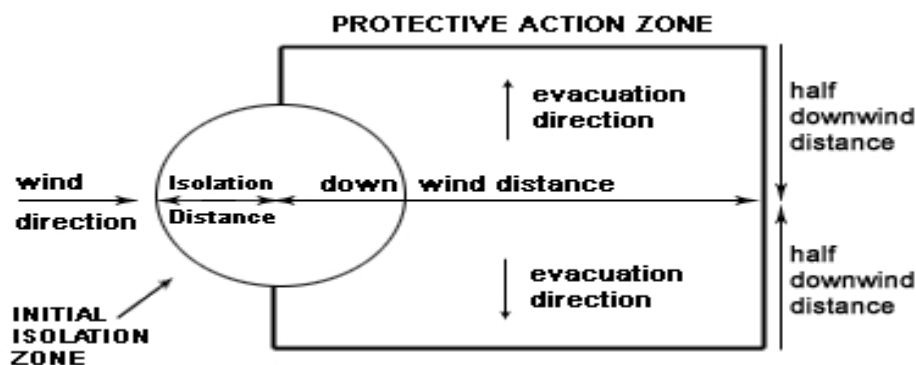 PROTECTIVE ACTION ZONE
evacuation
direction
half
downwind
distance
wind
direction
Isolation
Distance
down wind distance
evacuation
direction
half
downwind
distance
INITIAL
ISOLATION
ZONE